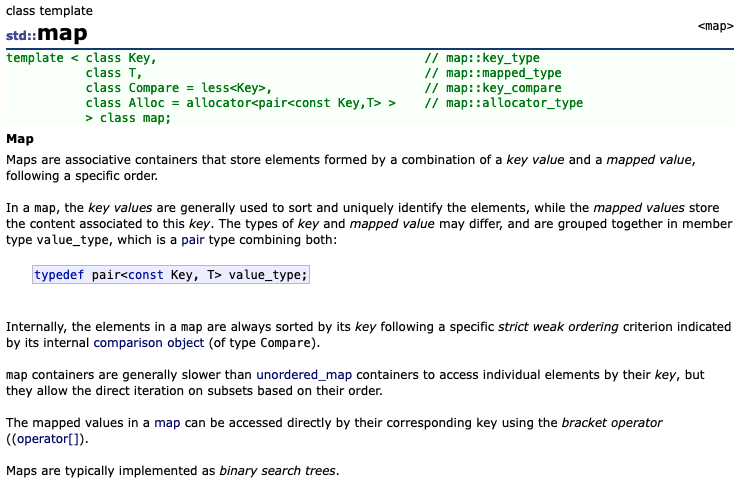 class template
<map>
std::map
template < class Key,                                     // map::key_type
           class T,                                       // map::mapped_type
           class Compare = less<Key>,                     // map::key_compare
           class Alloc = allocator<pair<const Key,T> >    // map::allocator_type
           > class map;
Map
Maps are associative containers that store elements formed by a combination of a key value and a mapped value,
following a specific order.
In a map, the key values are generally used to sort and uniquely identify the elements, while the mapped values store
the content associated to this key. The types of key and mapped value may differ, and are grouped together in member
type value_type, which is a pair type combining both:
typedef pair<const Key, T> value_type;
Internally, the elements in a map are always sorted by its key following a specific strict weak ordering criterion indicated
by its internal comparison object (of type Compare).
map containers are generally slower than unordered_map containers to access individual elements by their key, but
they allow the direct iteration on subsets based on their order.
The mapped values in a map can be accessed directly by their corresponding key using the bracket operator
((operator[]).
Maps are typically implemented as binary search trees.